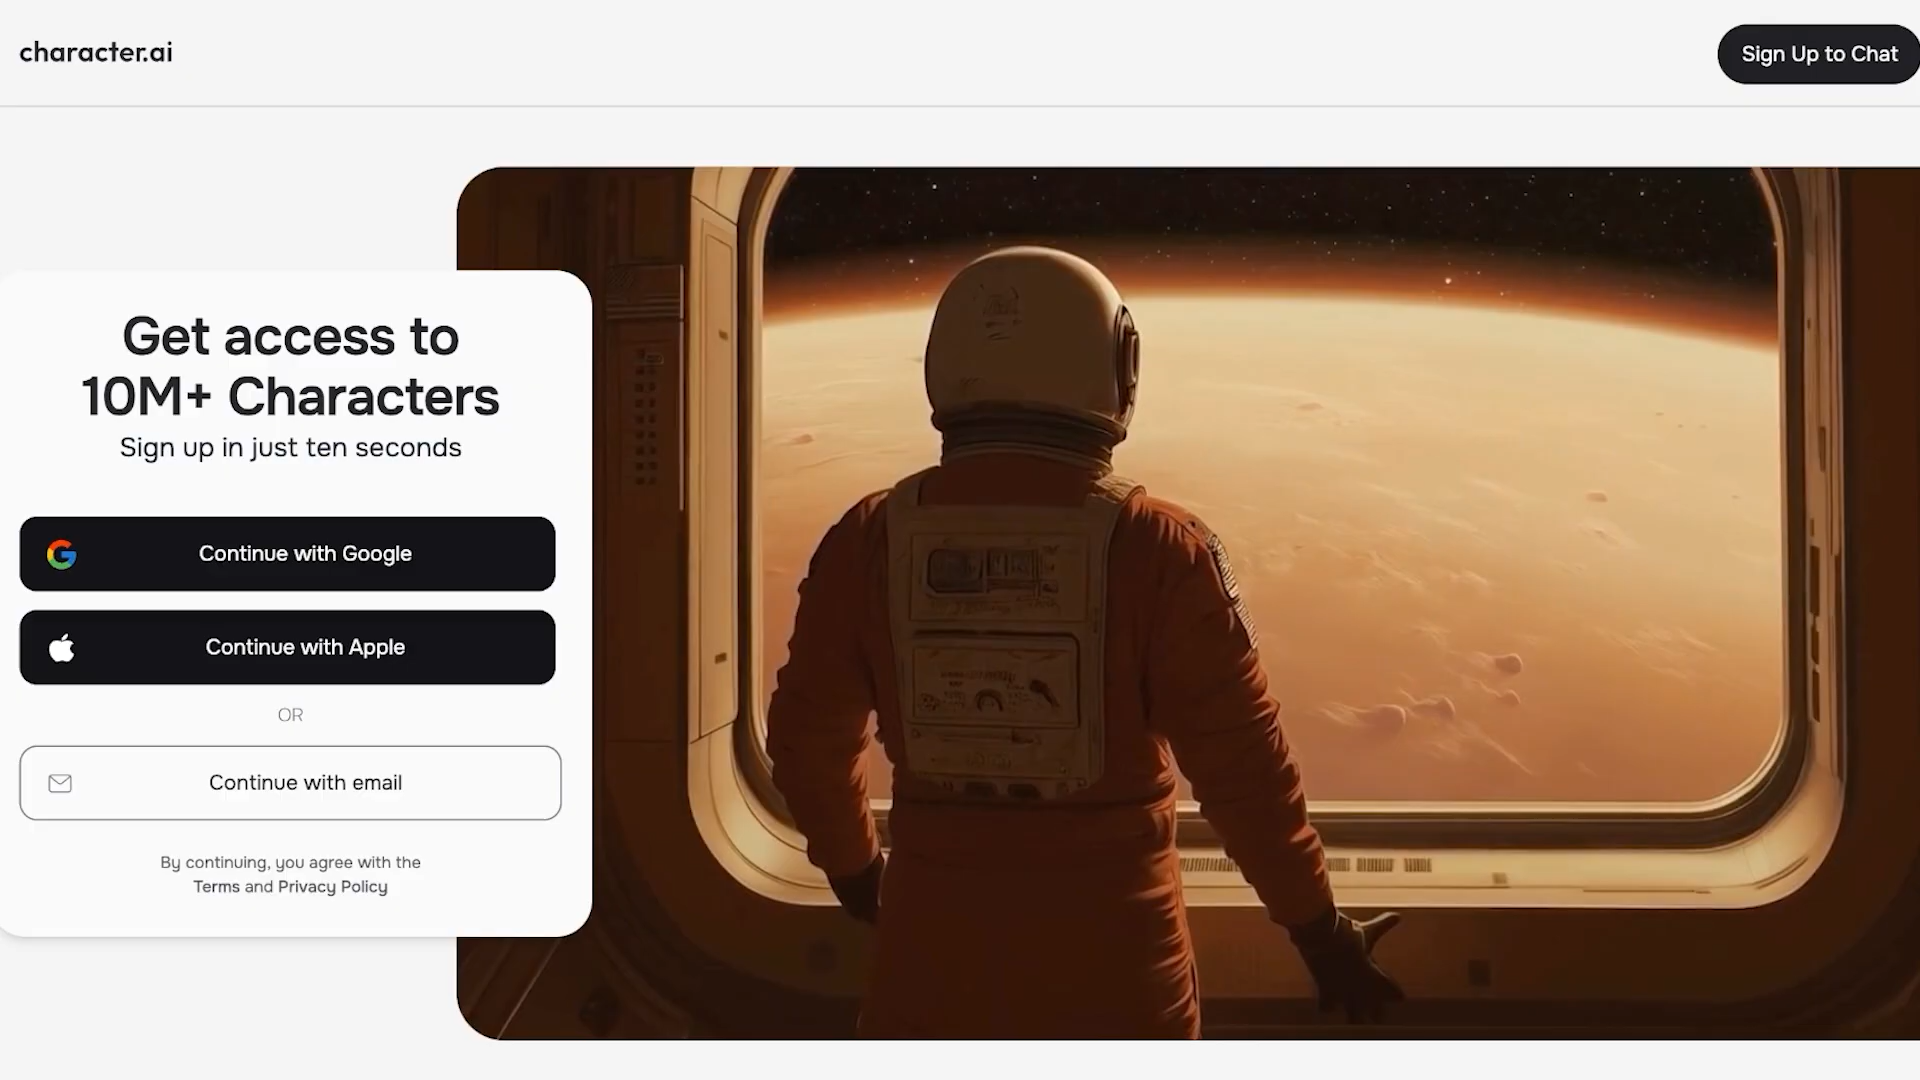 character.ai
Sign Up to Chat
Get access to
10M+ Characters
Sign up in just ten seconds
Continue with Google
Continue with Apple
OR
Continue with email
By continuing, you agree with the
Terms and Privacy Policy